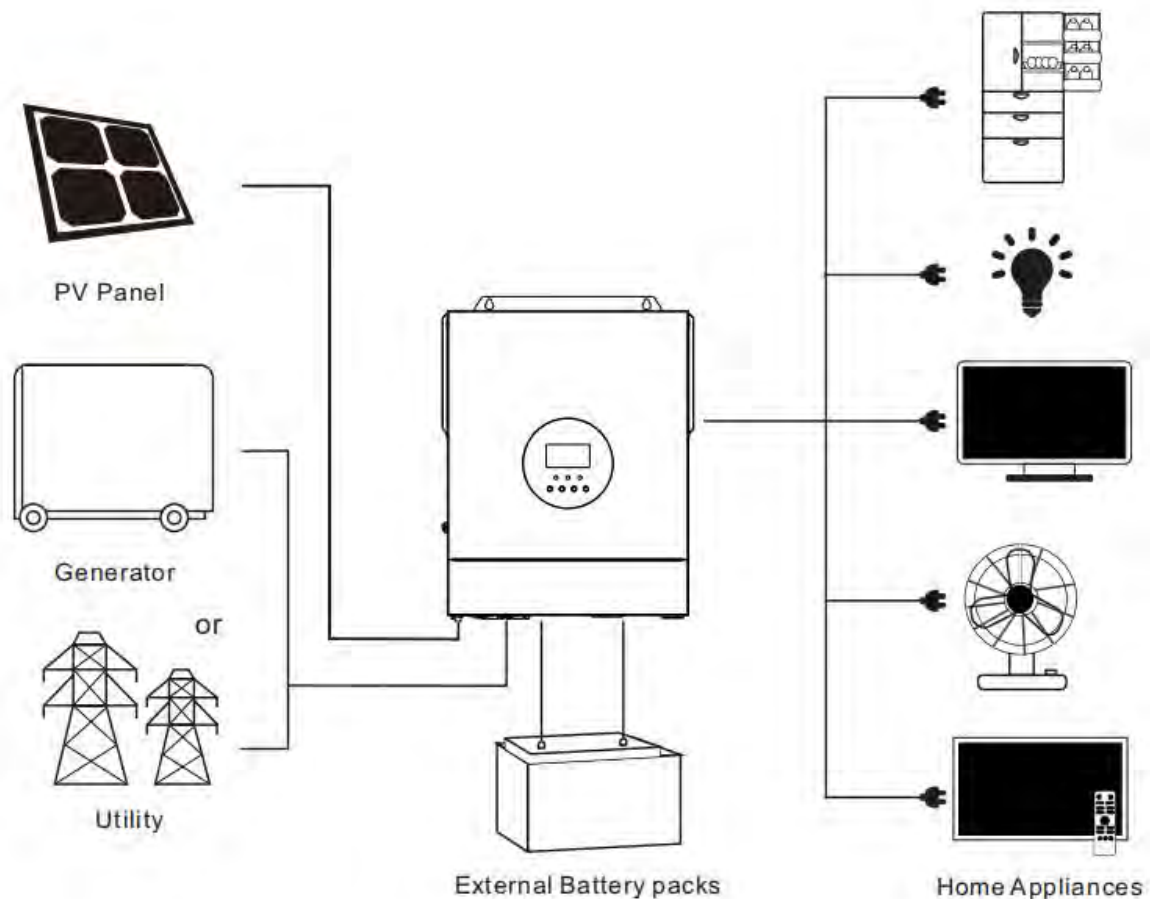 PV Panel
Generator
or
Utility
External Battery packs
Home Appliances